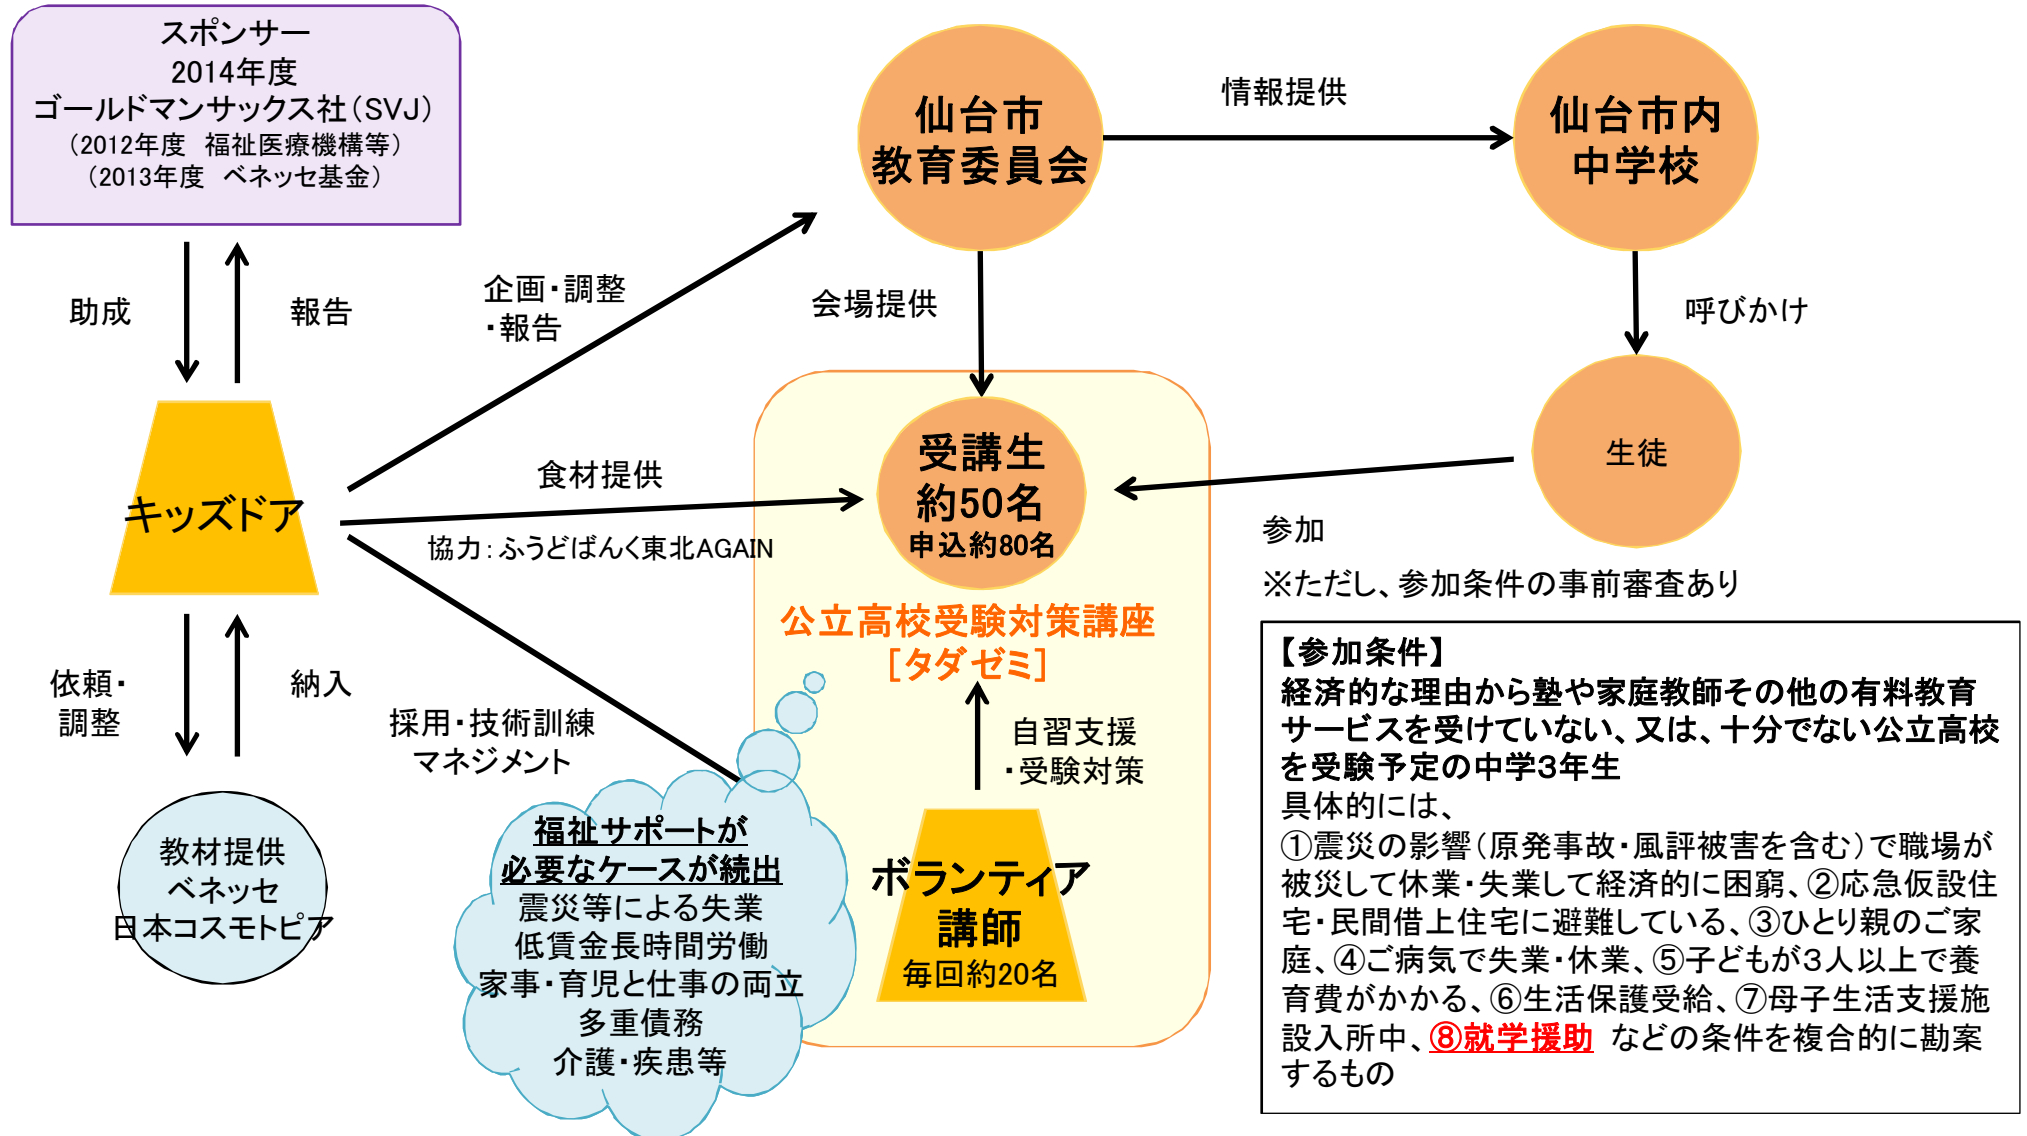 スポンサー
2014年度
ゴールドマンサックス社(SVJ)
(2012年度 福祉医療機構等)
(2013年度 ベネッセ基金)
助成
報告
キッズドア
依頼・
調整
納入
教材提供
ベネッセ
日本コスモトピア
企画・調整
・報告
食材提供
協力:ふうどばんく東北AGAIN
採用・技術訓練
マネジメント
仙台市
教育委員会
情報提供
仙台市内
中学校
会場提供
呼びかけ
生徒
受講生
約50名
申込約80名
公立高校受験対策講座
[タダゼミ]
自習支援
・受験対策
ボランティア
講師
毎回約20名
福祉サポートが
必要なケースが続出
震災等による失業
低賃金長時間労働
家事・育児と仕事の両立
多重債務
介護・疾患等
参加
※ただし、参加条件の事前審査あり
【参加条件】
経済的な理由から塾や家庭教師その他の有料教育
サービスを受けていない、又は、十分でない公立高校
を受験予定の中学3年生
具体的には、
①震災の影響(原発事故・風評被害を含む)で職場が
被災して休業・失業して経済的に困窮、②応急仮設住
宅・民間借上住宅に避難している、③ひとり親のご家
庭、④ご病気で失業・休業、⑤子どもが3人以上で養
育費がかかる、⑥生活保護受給、⑦母子生活支援施
設入所中、⑧就学援助 などの条件を複合的に勘案
するもの